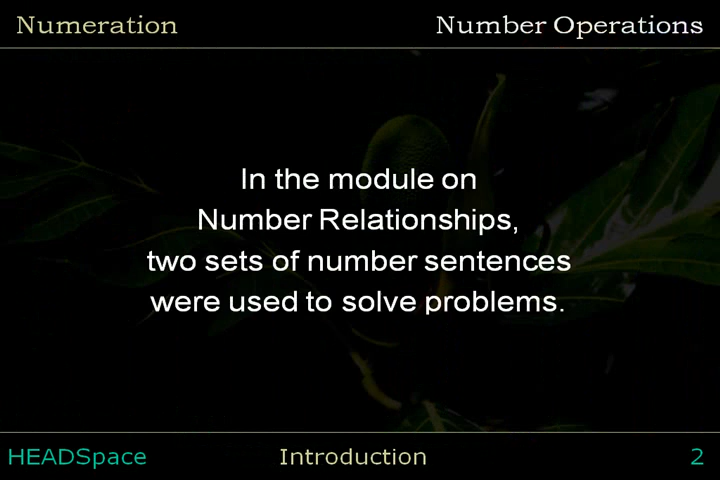 Numeration Number Operations
In the module on
Number Relationships,
two sets of number sentences
were used to solve problems.
HEADSpace Introduction 2